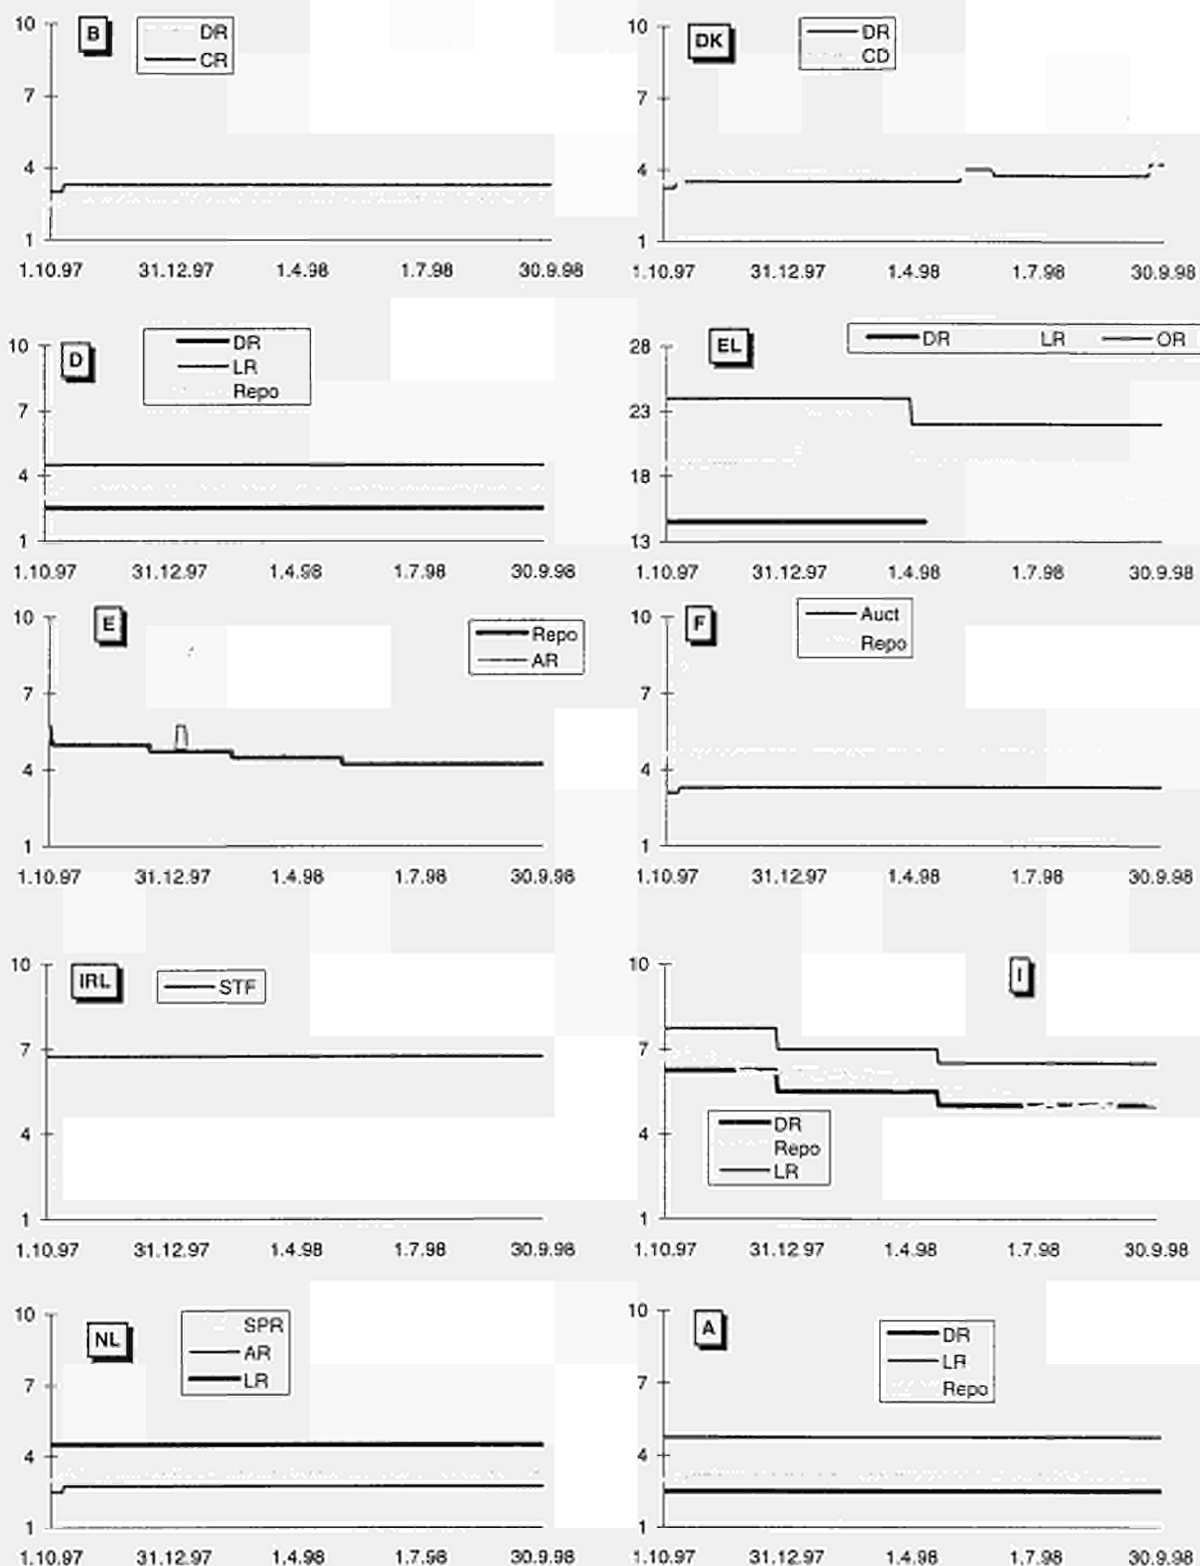 10 B DR
CR
7
4
1
1.10.97 31.12.97 1.4.98 1.7.98 30.9.98
10 DK DR
CD
7
4
1
1.10.97 31.12.97 1.4.98 1.7.98 30.9.98
10 D DR
LR
Repo
7
4
1
1.10.97 31.12.97 1.4.98 1.7.98 30.9.98
28 EL DR LR OR
23
18
13
1.10.97 31.12.97 1.4.98 1.7.98 30.9.98
10 E Repo
AR
7
4
1
1.10.97 31.12.97 1.4.98 1.7.98 30.9.98
10 F Auct
Repo
7
4
1
1.10.97 31.12.97 1.4.98 1.7.98 30.9.98
10 IRL STF
7
4
1
1.10.97 31.12.97 1.4.98 1.7.98 30.9.98
10 I
7
DR
Repo
LR
4
1
1.10.97 31.12.97 1.4.98 1.7.98 30.9.98
10 NL SPR
AR
LR
7
4
1
1.10.97 31.12.97 1.4.98 1.7.98 30.9.98
10 A DR
LR
Repo
7
4
1
1.10.97 31.12.97 1.4.98 1.7.98 30.9.98